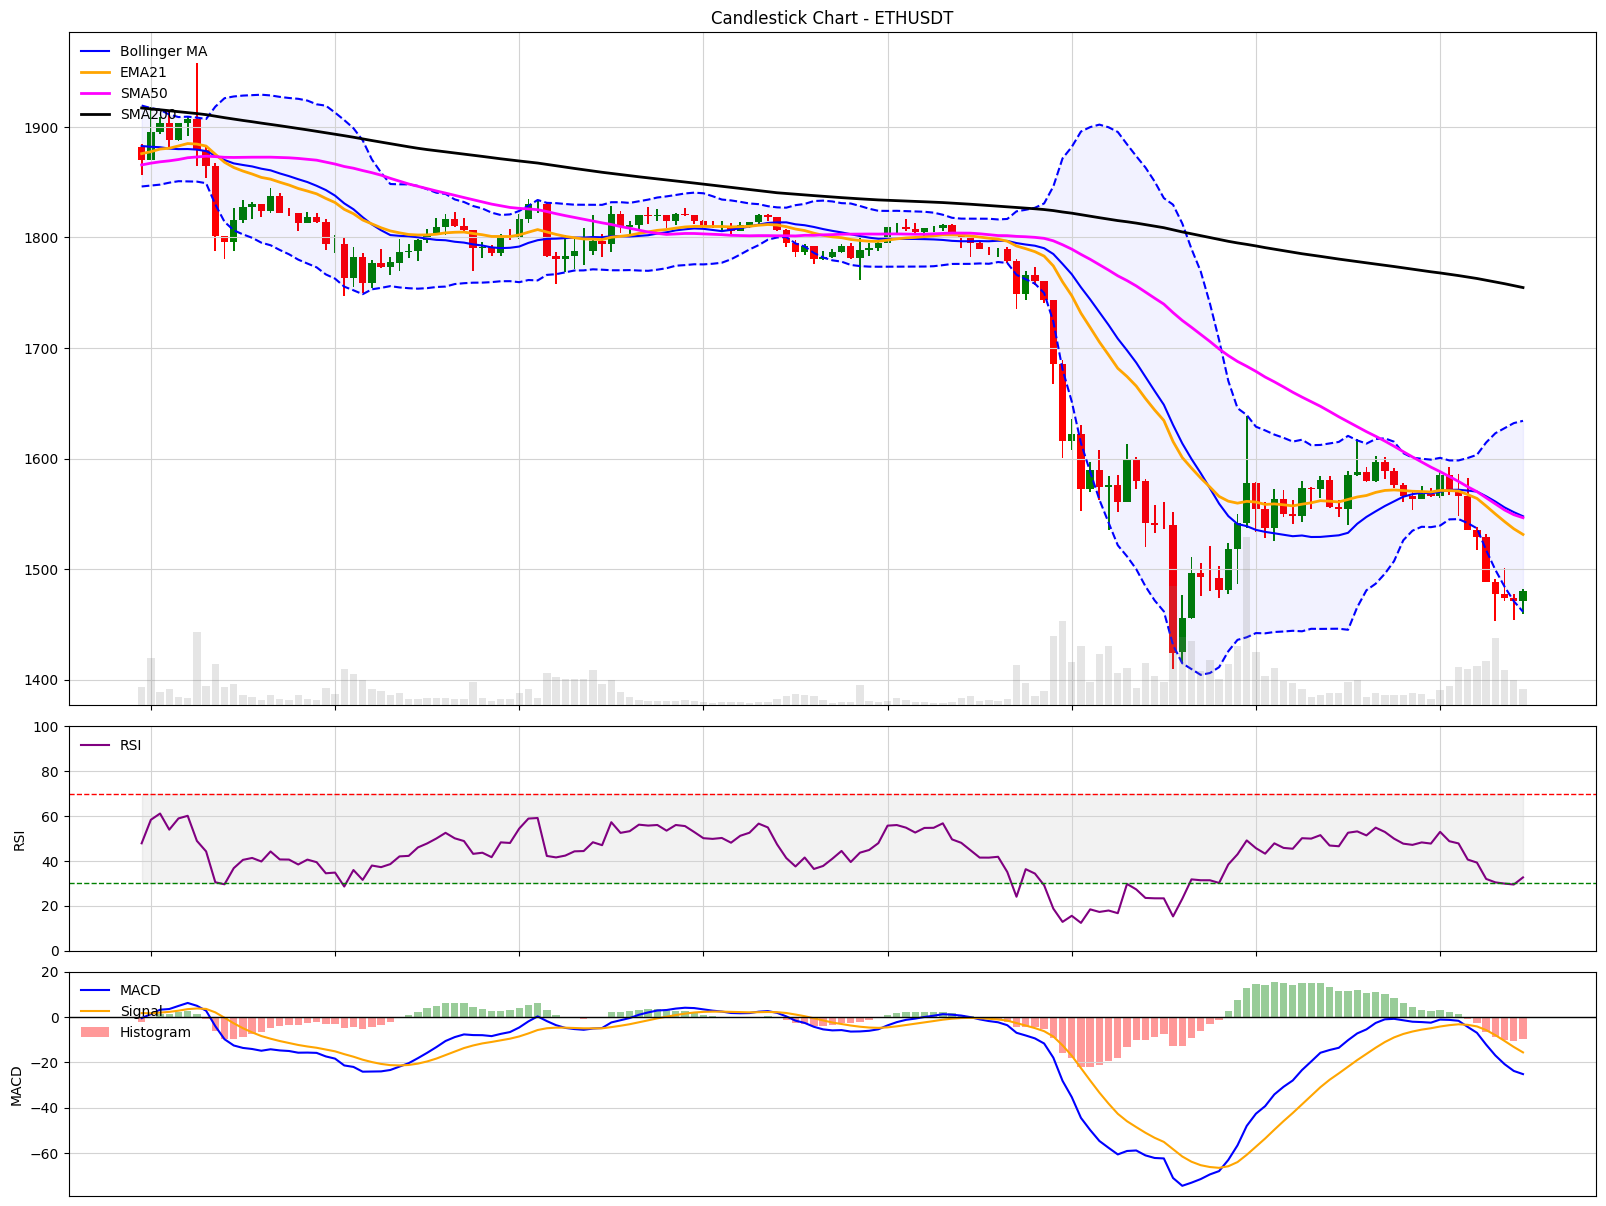 Candlestick Chart - ETHUSDT
Bollinger MA
EMA21
SMA50
SMA200
1900
1800
1700
1600
1500
1400
100
80
60
40
20
0
RSI
RSI
20
0
−20
−40
−60
MACD
MACD
Signal
Histogram